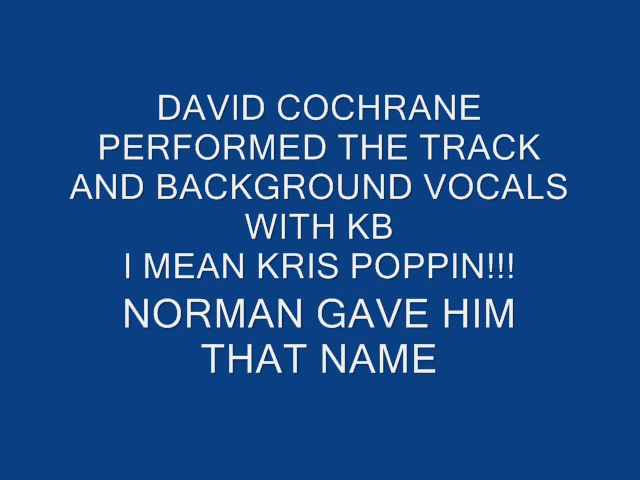 DAVID COCHRANE
PERFORMED THE TRACK
AND BACKGROUND VOCALS
WITH KB
I MEAN KRIS POPPIN!!!
NORMAN GAVE HIM
THAT NAME